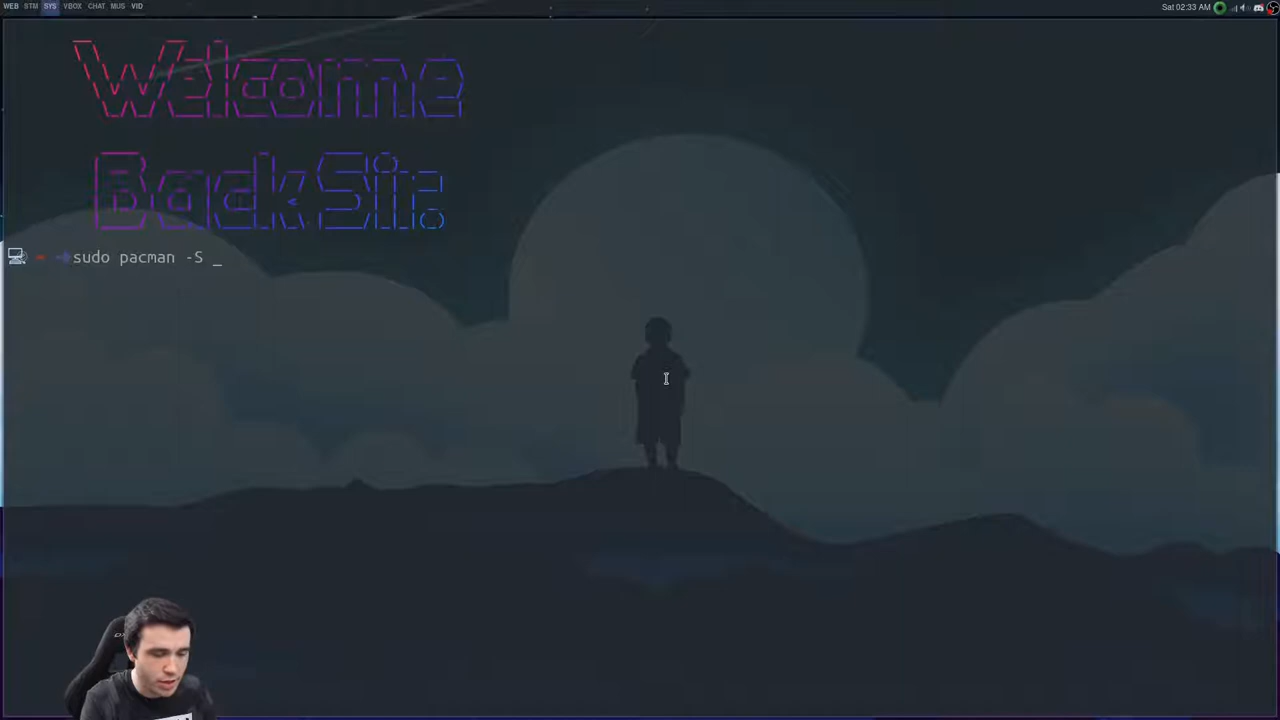 WEB STM SYS VBOX CHAT MUS VID
Sat 02:33 AM
Welcome
Back Sir.
sudo pacman -S _